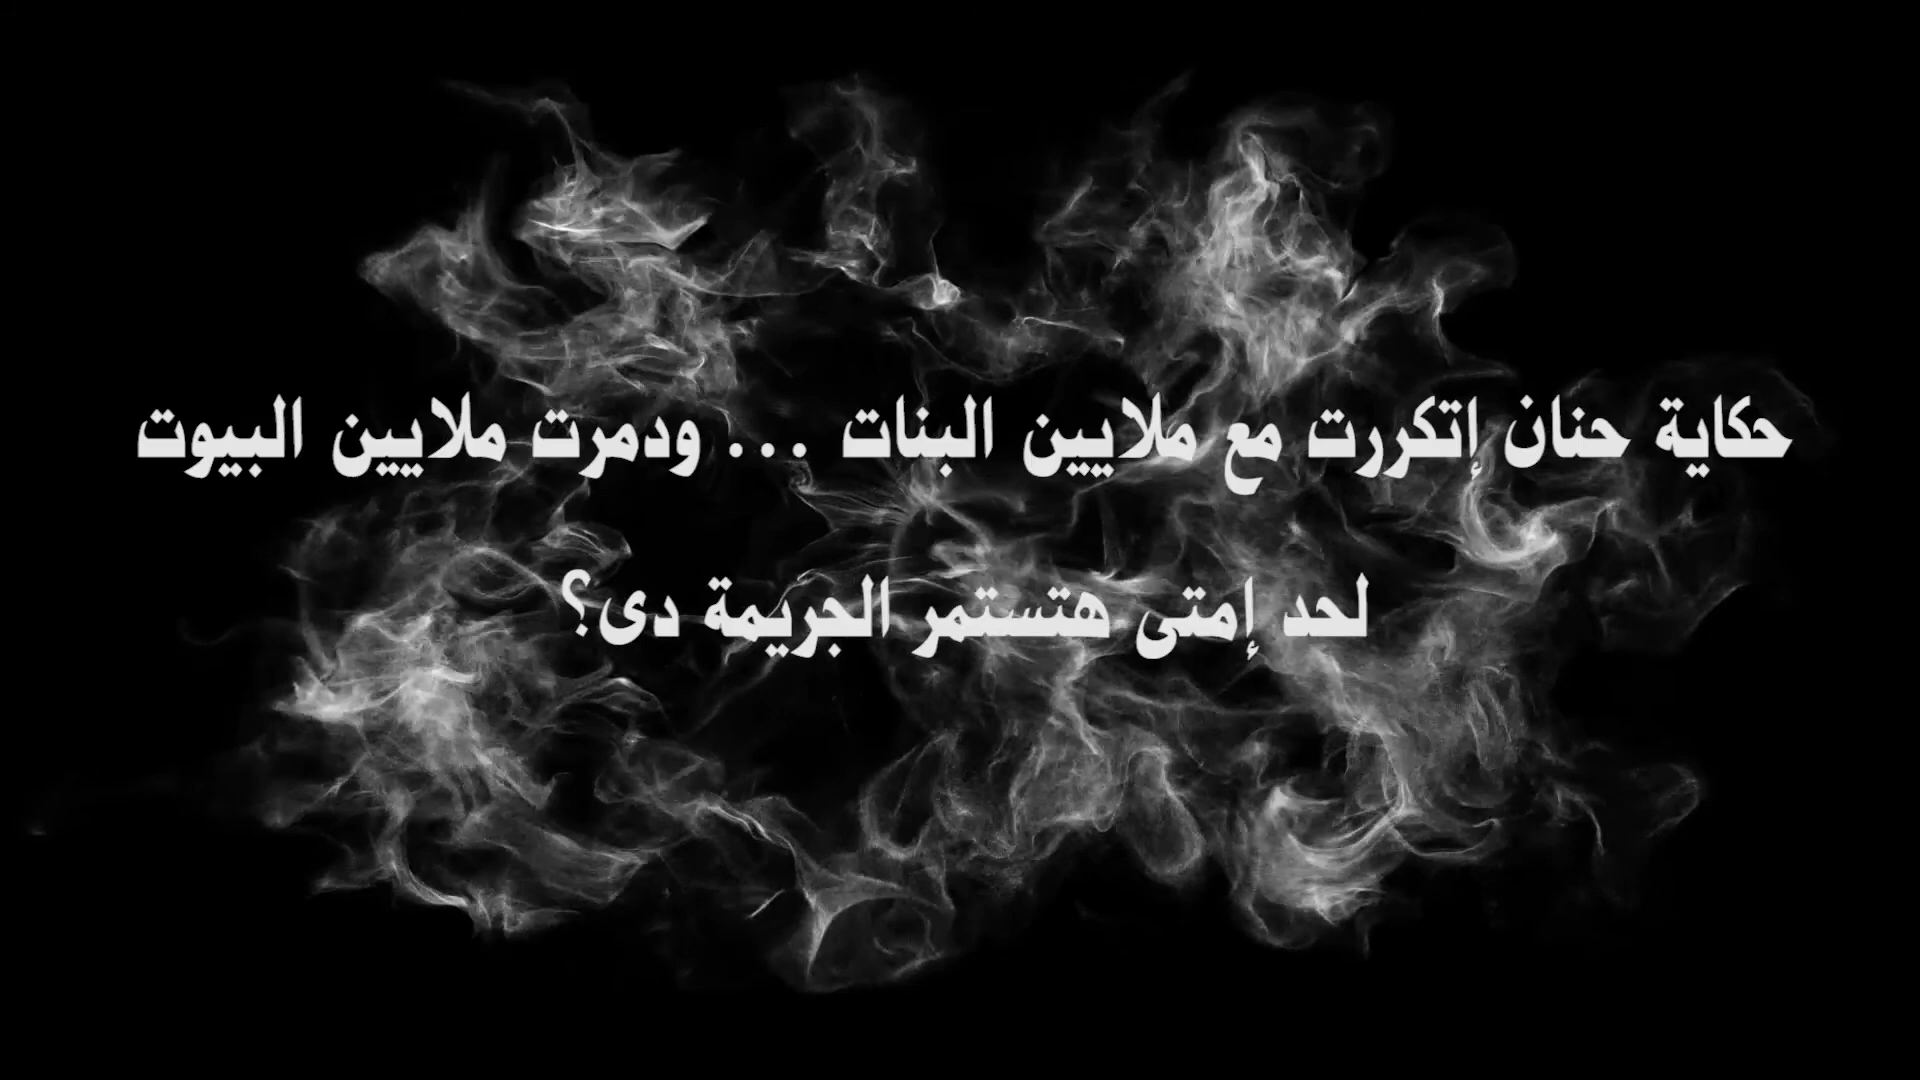 حكاية حنان إتكررت مع ملايين البنات ... ودمرت ملايين البيوت
لحد إمتى هتستمر الجريمة دى؟